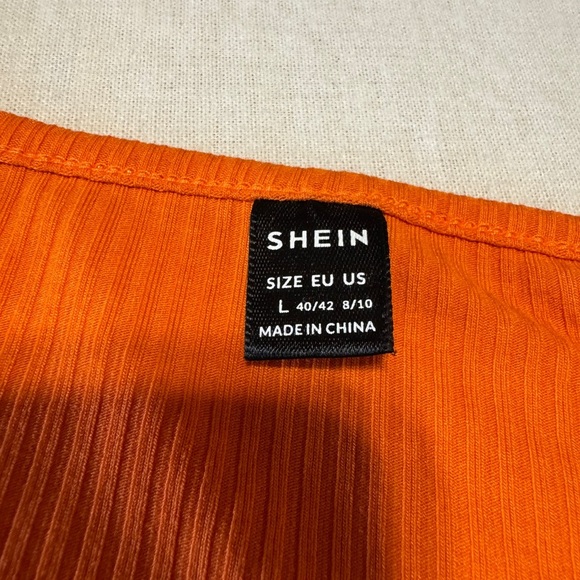 SHEIN
SIZE EU US
L 40/42 8/10
MADE IN CHINA